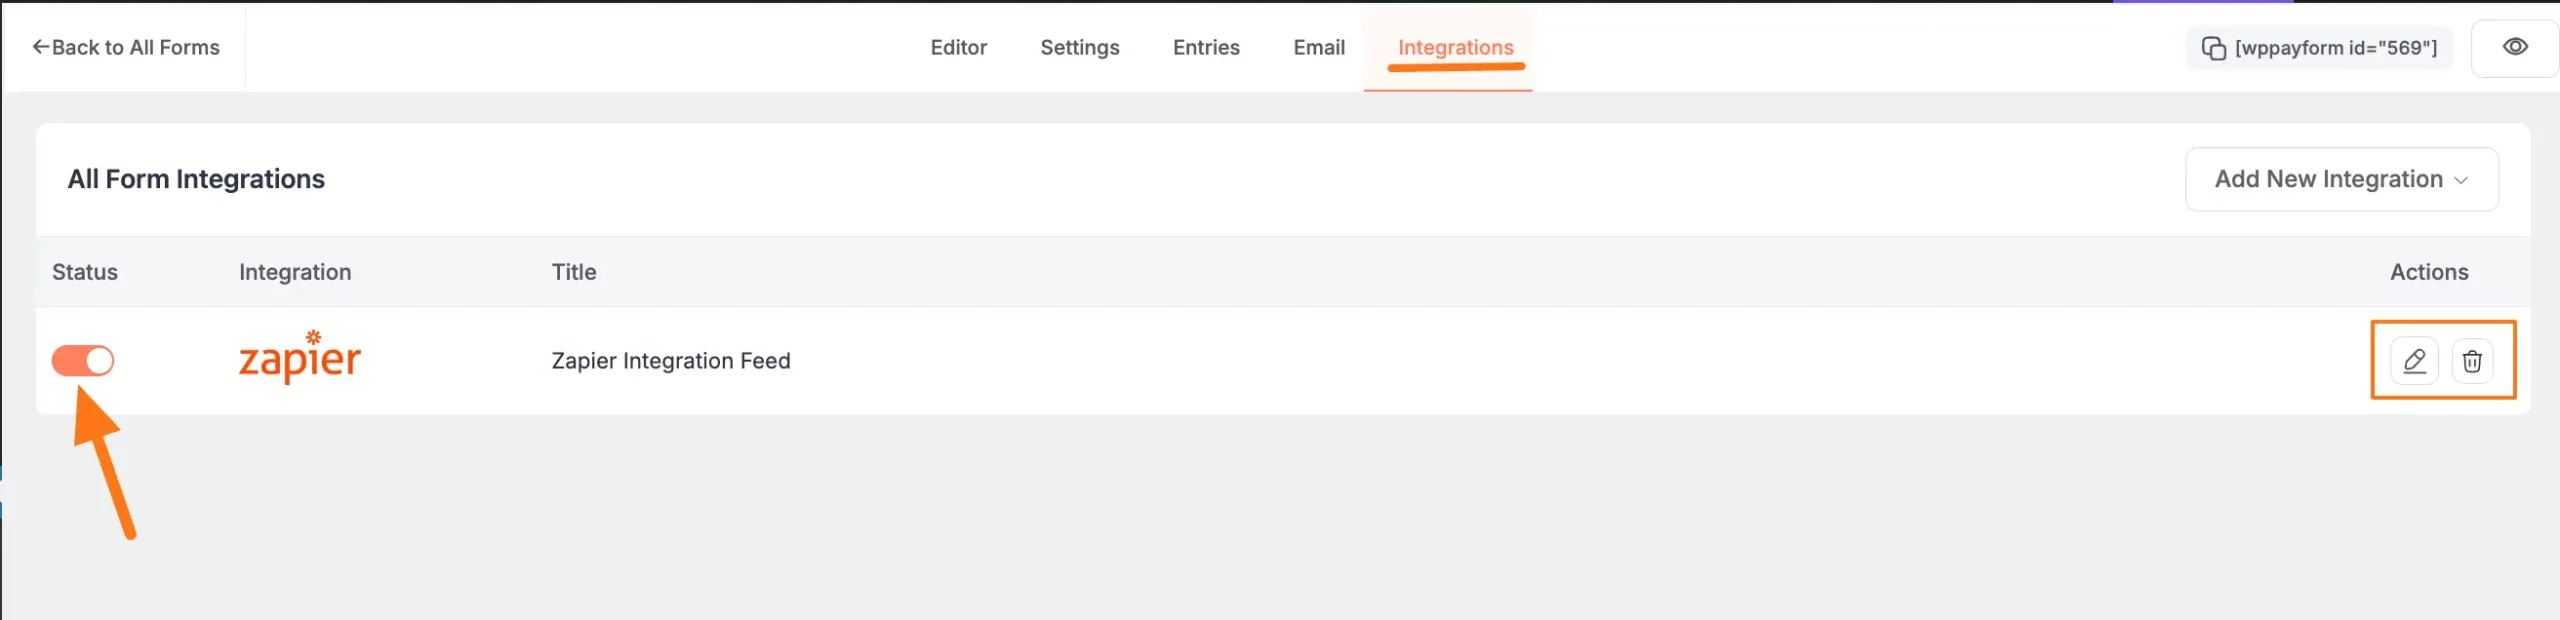 ←Back to All Forms
Editor Settings Entries Email Integrations
[wppayform id="569"]
All Form Integrations
Add New Integration
Status Integration Title Actions
zapier Zapier Integration Feed